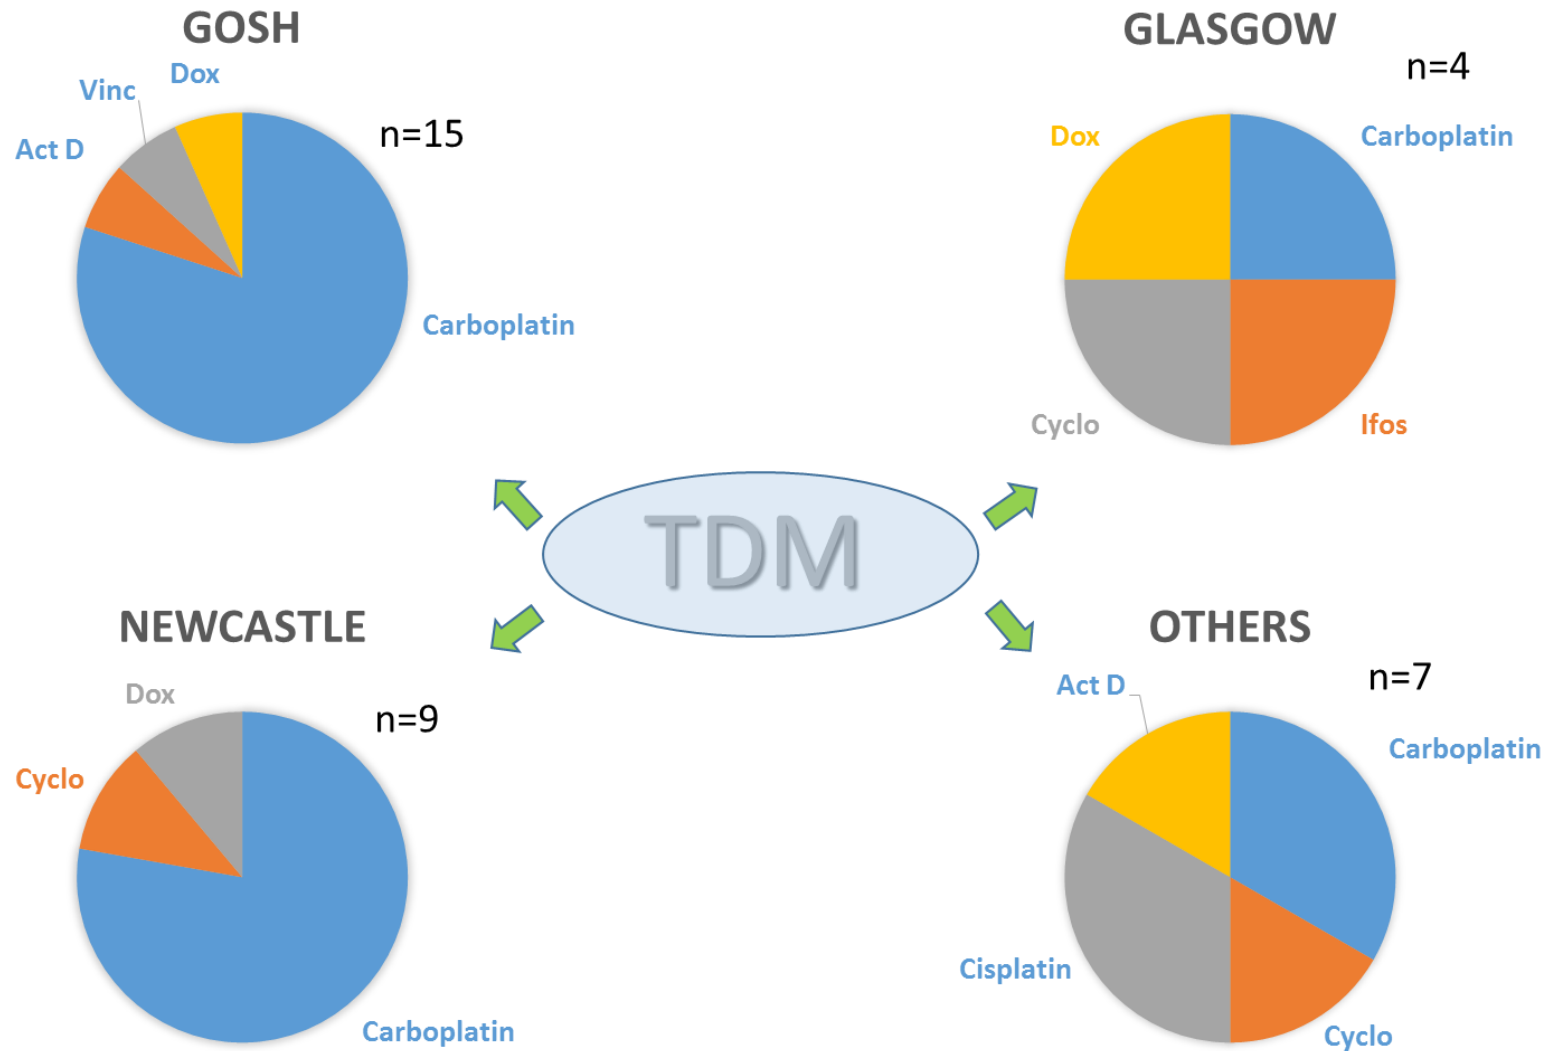 GOSH
Dox
Vinc
n=15
Act D
Carboplatin
GLASGOW
n=4
Dox
Carboplatin
Cyclo
Ifos
TDM
NEWCASTLE
Dox
n=9
Cyclo
Carboplatin
OTHERS
n=7
Act D
Carboplatin
Cisplatin
Cyclo